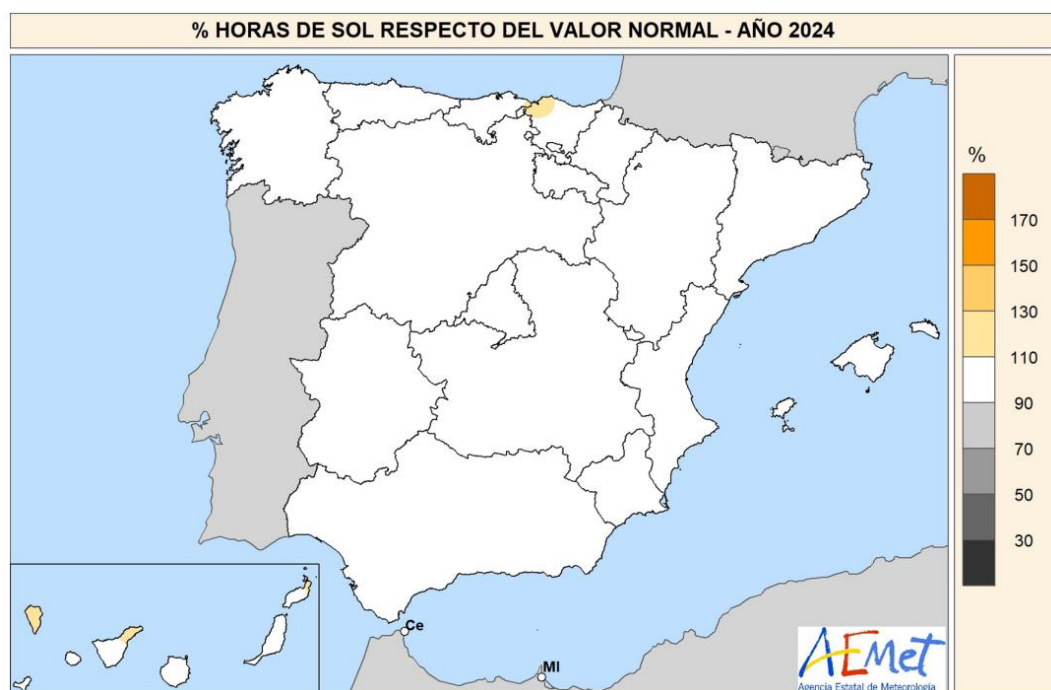 % HORAS DE SOL RESPECTO DEL VALOR NORMAL - AÑO 2024
%
170
150
130
110
90
70
50
30
Ce
Ml
AEMet
Agencia Estatal de Meteorología